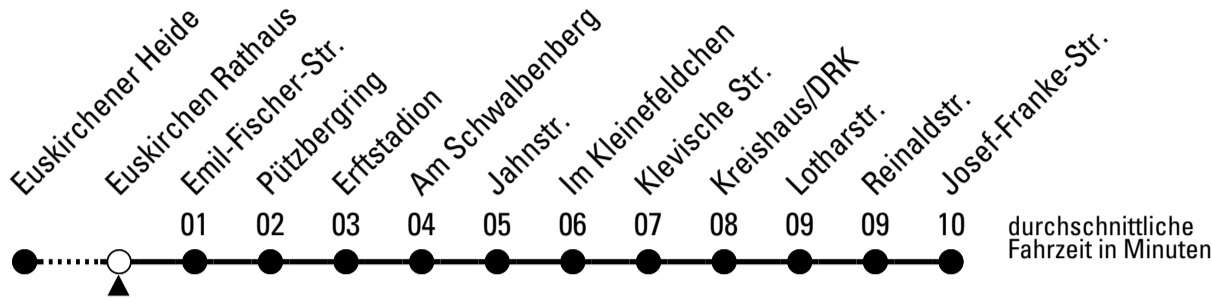 Euskirchener Heide
Euskirchen Rathaus
Emil-Fischer-Str.
Pützbergring
Erftstadion
Am Schwalbenberg
Jahnstr.
Im Kleinefeldchen
Klevische Str.
Kreishaus/DRK
Lotharstr.
Reinaldstr.
Josef-Franke-Str.
01 02 03 04 05 06 07 08 09 09 10
durchschnittliche
Fahrzeit in Minuten